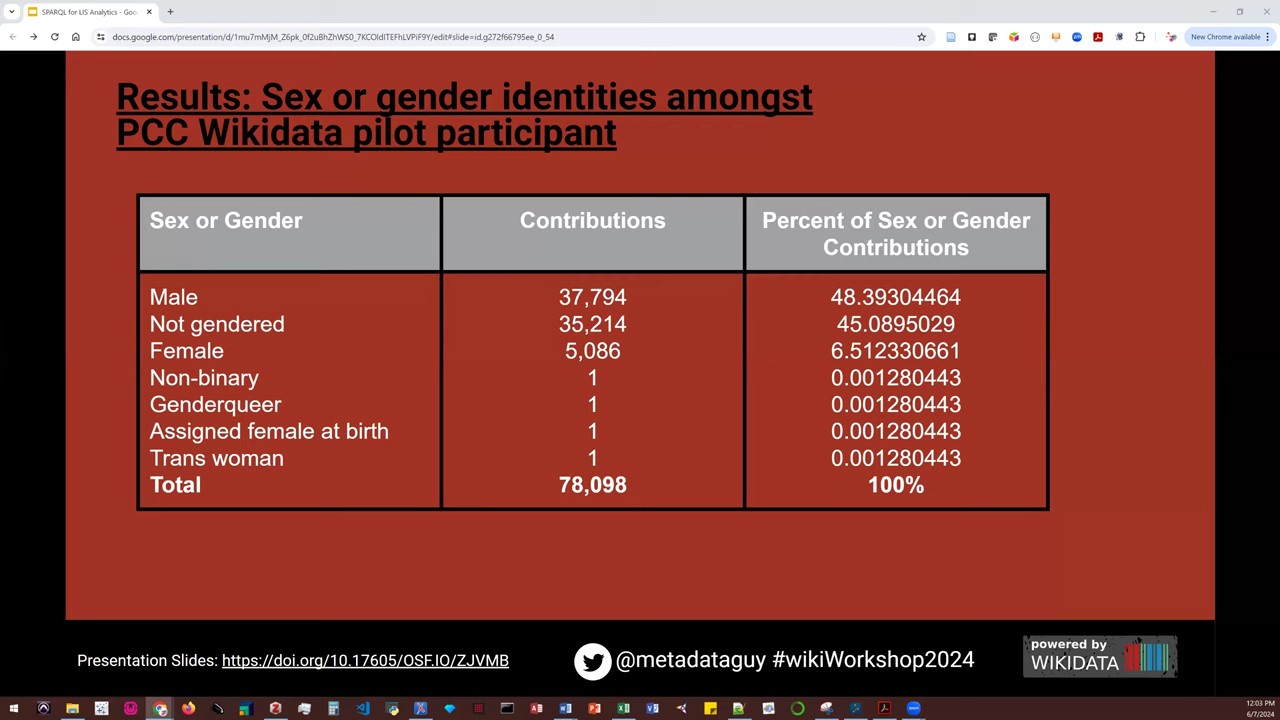 SPARQL for LIS Analytics - Goo
docs.google.com/presentation/d/1mu7mMjM_Z6pk_0f2uBhZhWS0_7KCOldITEFhLVPiF9Y/edit#slide=id.g272f66795ee_0_54
New Chrome available
Results: Sex or gender identities amongst
PCC Wikidata pilot participant
Sex or Gender Contributions Percent of Sex or Gender
Contributions
Male 37,794 48.39304464
Not gendered 35,214 45.0895029
Female 5,086 6.512330661
Non-binary 1 0.001280443
Genderqueer 1 0.001280443
Assigned female at birth 1 0.001280443
Trans woman 1 0.001280443
Total 78,098 100%
Presentation Slides: https://doi.org/10.17605/OSF.IO/ZJVMB
@metadataguy #wikiWorkshop2024
powered by
WIKIDATA
12:03 PM
6/7/2024